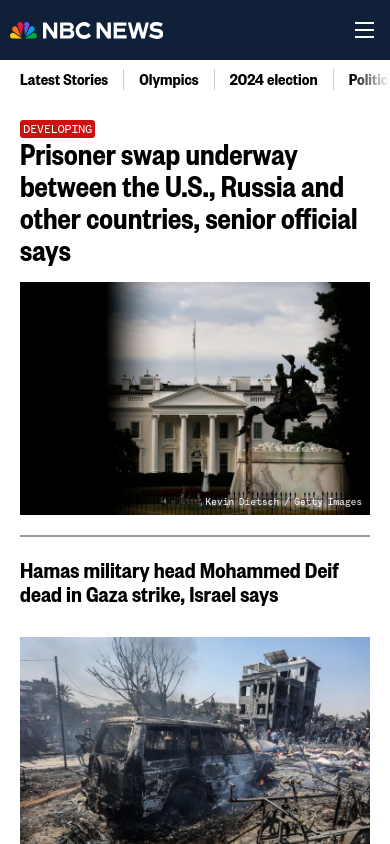 NBC NEWS
Latest Stories
Olympics
2024 election
Politic
DEVELOPING
Prisoner swap underway
between the U.S., Russia and
other countries, senior official
says
Kevin Dietsch / Getty Images
Hamas military head Mohammed Deif
dead in Gaza strike, Israel says